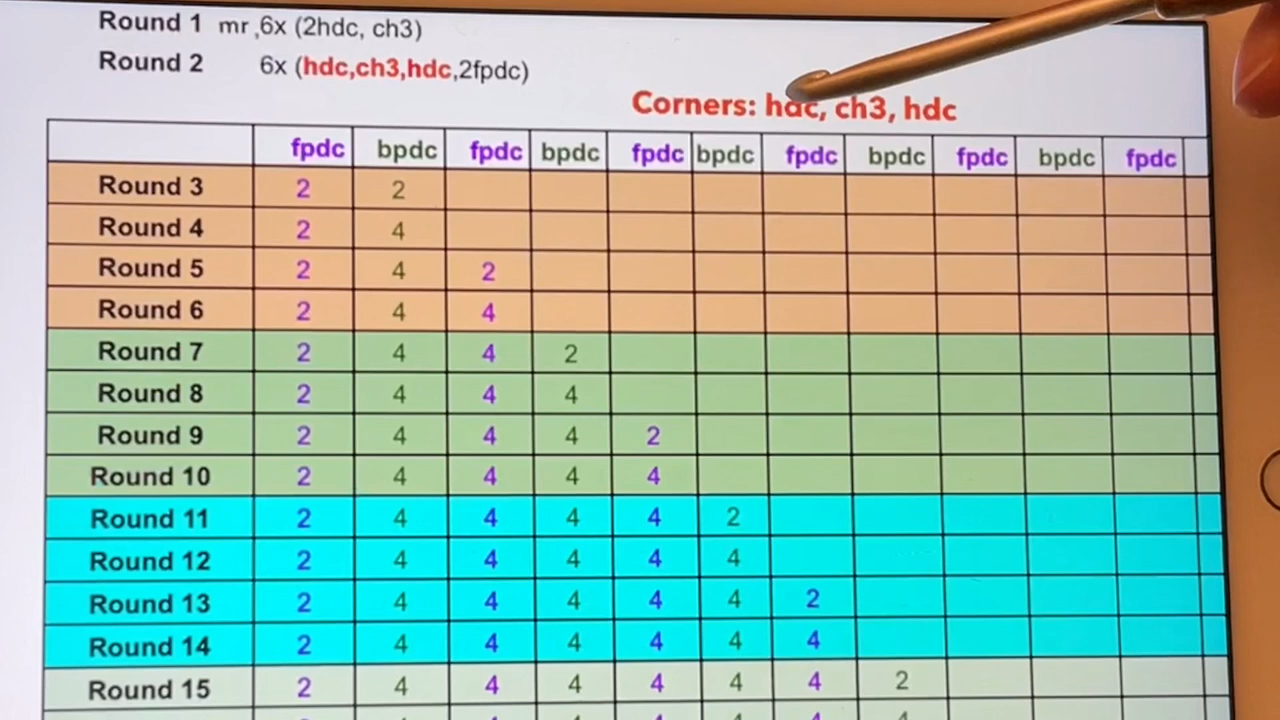 Round 1 mr ,6x (2hdc, ch3)
Round 2 6x (hdc,ch3,hdc,2fpdc)
Corners: hdc, ch3, hdc
fpdc bpdc fpdc bpdc fpdc bpdc fpdc bpdc fpdc bpdc fpdc
Round 3 2 2
Round 4 2 4
Round 5 2 4 2
Round 6 2 4 4
Round 7 2 4 4 2
Round 8 2 4 4 4
Round 9 2 4 4 4 2
Round 10 2 4 4 4 4
Round 11 2 4 4 4 4 2
Round 12 2 4 4 4 4 4
Round 13 2 4 4 4 4 4 2
Round 14 2 4 4 4 4 4 4
Round 15 2 4 4 4 4 4 4 2